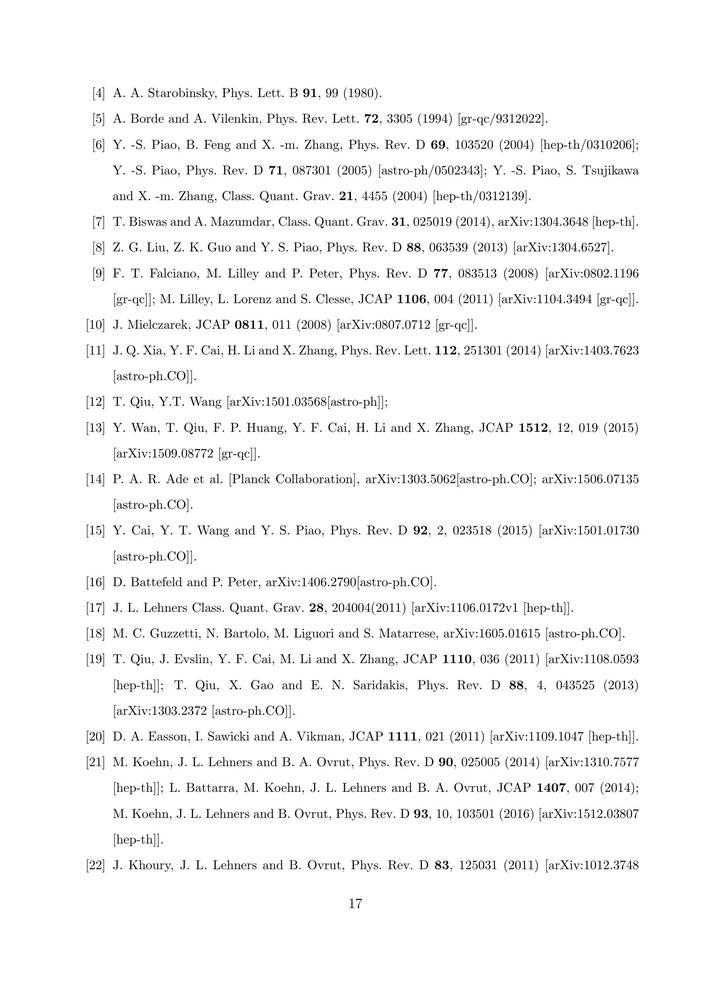 [4] A. A. Starobinsky, Phys. Lett. B 91, 99 (1980).
[5] A. Borde and A. Vilenkin, Phys. Rev. Lett. 72, 3305 (1994) [gr-qc/9312022].
[6] Y. -S. Piao, B. Feng and X. -m. Zhang, Phys. Rev. D 69, 103520 (2004) [hep-th/0310206];
Y. -S. Piao, Phys. Rev. D 71, 087301 (2005) [astro-ph/0502343]; Y. -S. Piao, S. Tsujikawa
and X. -m. Zhang, Class. Quant. Grav. 21, 4455 (2004) [hep-th/0312139].
[7] T. Biswas and A. Mazumdar, Class. Quant. Grav. 31, 025019 (2014), arXiv:1304.3648 [hep-th].
[8] Z. G. Liu, Z. K. Guo and Y. S. Piao, Phys. Rev. D 88, 063539 (2013) [arXiv:1304.6527].
[9] F. T. Falciano, M. Lilley and P. Peter, Phys. Rev. D 77, 083513 (2008) [arXiv:0802.1196
[gr-qc]]; M. Lilley, L. Lorenz and S. Clesse, JCAP 1106, 004 (2011) [arXiv:1104.3494 [gr-qc]].
[10] J. Mielczarek, JCAP 0811, 011 (2008) [arXiv:0807.0712 [gr-qc]].
[11] J. Q. Xia, Y. F. Cai, H. Li and X. Zhang, Phys. Rev. Lett. 112, 251301 (2014) [arXiv:1403.7623
[astro-ph.CO]].
[12] T. Qiu, Y.T. Wang [arXiv:1501.03568[astro-ph]];
[13] Y. Wan, T. Qiu, F. P. Huang, Y. F. Cai, H. Li and X. Zhang, JCAP 1512, 12, 019 (2015)
[arXiv:1509.08772 [gr-qc]].
[14] P. A. R. Ade et al. [Planck Collaboration], arXiv:1303.5062[astro-ph.CO]; arXiv:1506.07135
[astro-ph.CO].
[15] Y. Cai, Y. T. Wang and Y. S. Piao, Phys. Rev. D 92, 2, 023518 (2015) [arXiv:1501.01730
[astro-ph.CO]].
[16] D. Battefeld and P. Peter, arXiv:1406.2790[astro-ph.CO].
[17] J. L. Lehners Class. Quant. Grav. 28, 204004(2011) [arXiv:1106.0172v1 [hep-th]].
[18] M. C. Guzzetti, N. Bartolo, M. Liguori and S. Matarrese, arXiv:1605.01615 [astro-ph.CO].
[19] T. Qiu, J. Evslin, Y. F. Cai, M. Li and X. Zhang, JCAP 1110, 036 (2011) [arXiv:1108.0593
[hep-th]]; T. Qiu, X. Gao and E. N. Saridakis, Phys. Rev. D 88, 4, 043525 (2013)
[arXiv:1303.2372 [astro-ph.CO]].
[20] D. A. Easson, I. Sawicki and A. Vikman, JCAP 1111, 021 (2011) [arXiv:1109.1047 [hep-th]].
[21] M. Koehn, J. L. Lehners and B. A. Ovrut, Phys. Rev. D 90, 025005 (2014) [arXiv:1310.7577
[hep-th]]; L. Battarra, M. Koehn, J. L. Lehners and B. A. Ovrut, JCAP 1407, 007 (2014);
M. Koehn, J. L. Lehners and B. Ovrut, Phys. Rev. D 93, 10, 103501 (2016) [arXiv:1512.03807
[hep-th]].
[22] J. Khoury, J. L. Lehners and B. Ovrut, Phys. Rev. D 83, 125031 (2011) [arXiv:1012.3748
17